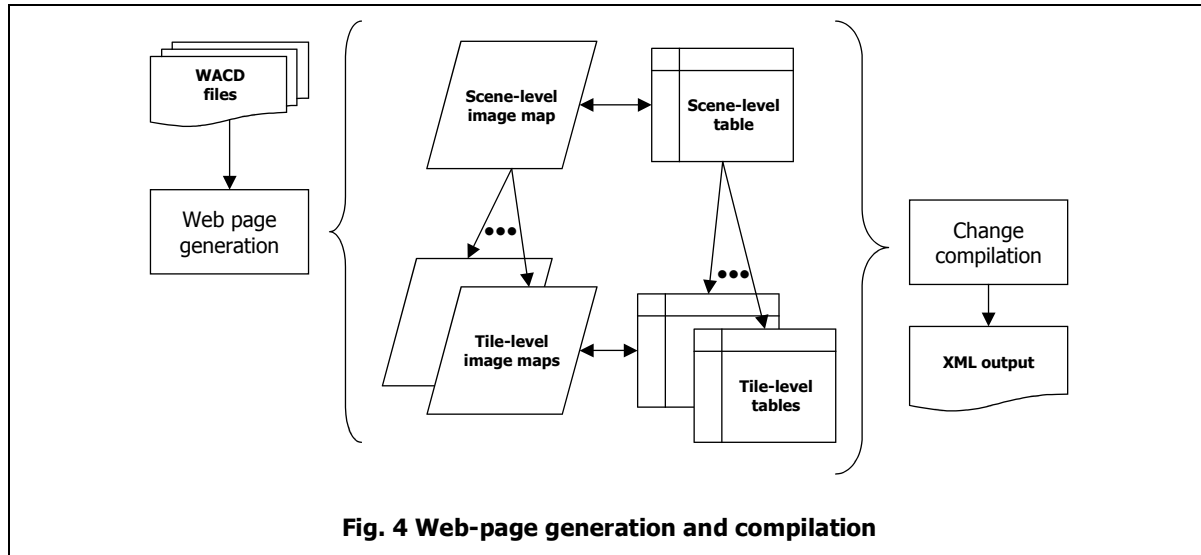 WACD
files
Web page
generation
Scene-level
image map
Scene-level
table
Tile-level
image maps
Tile-level
tables
Change
compilation
XML output
Fig. 4 Web-page generation and compilation